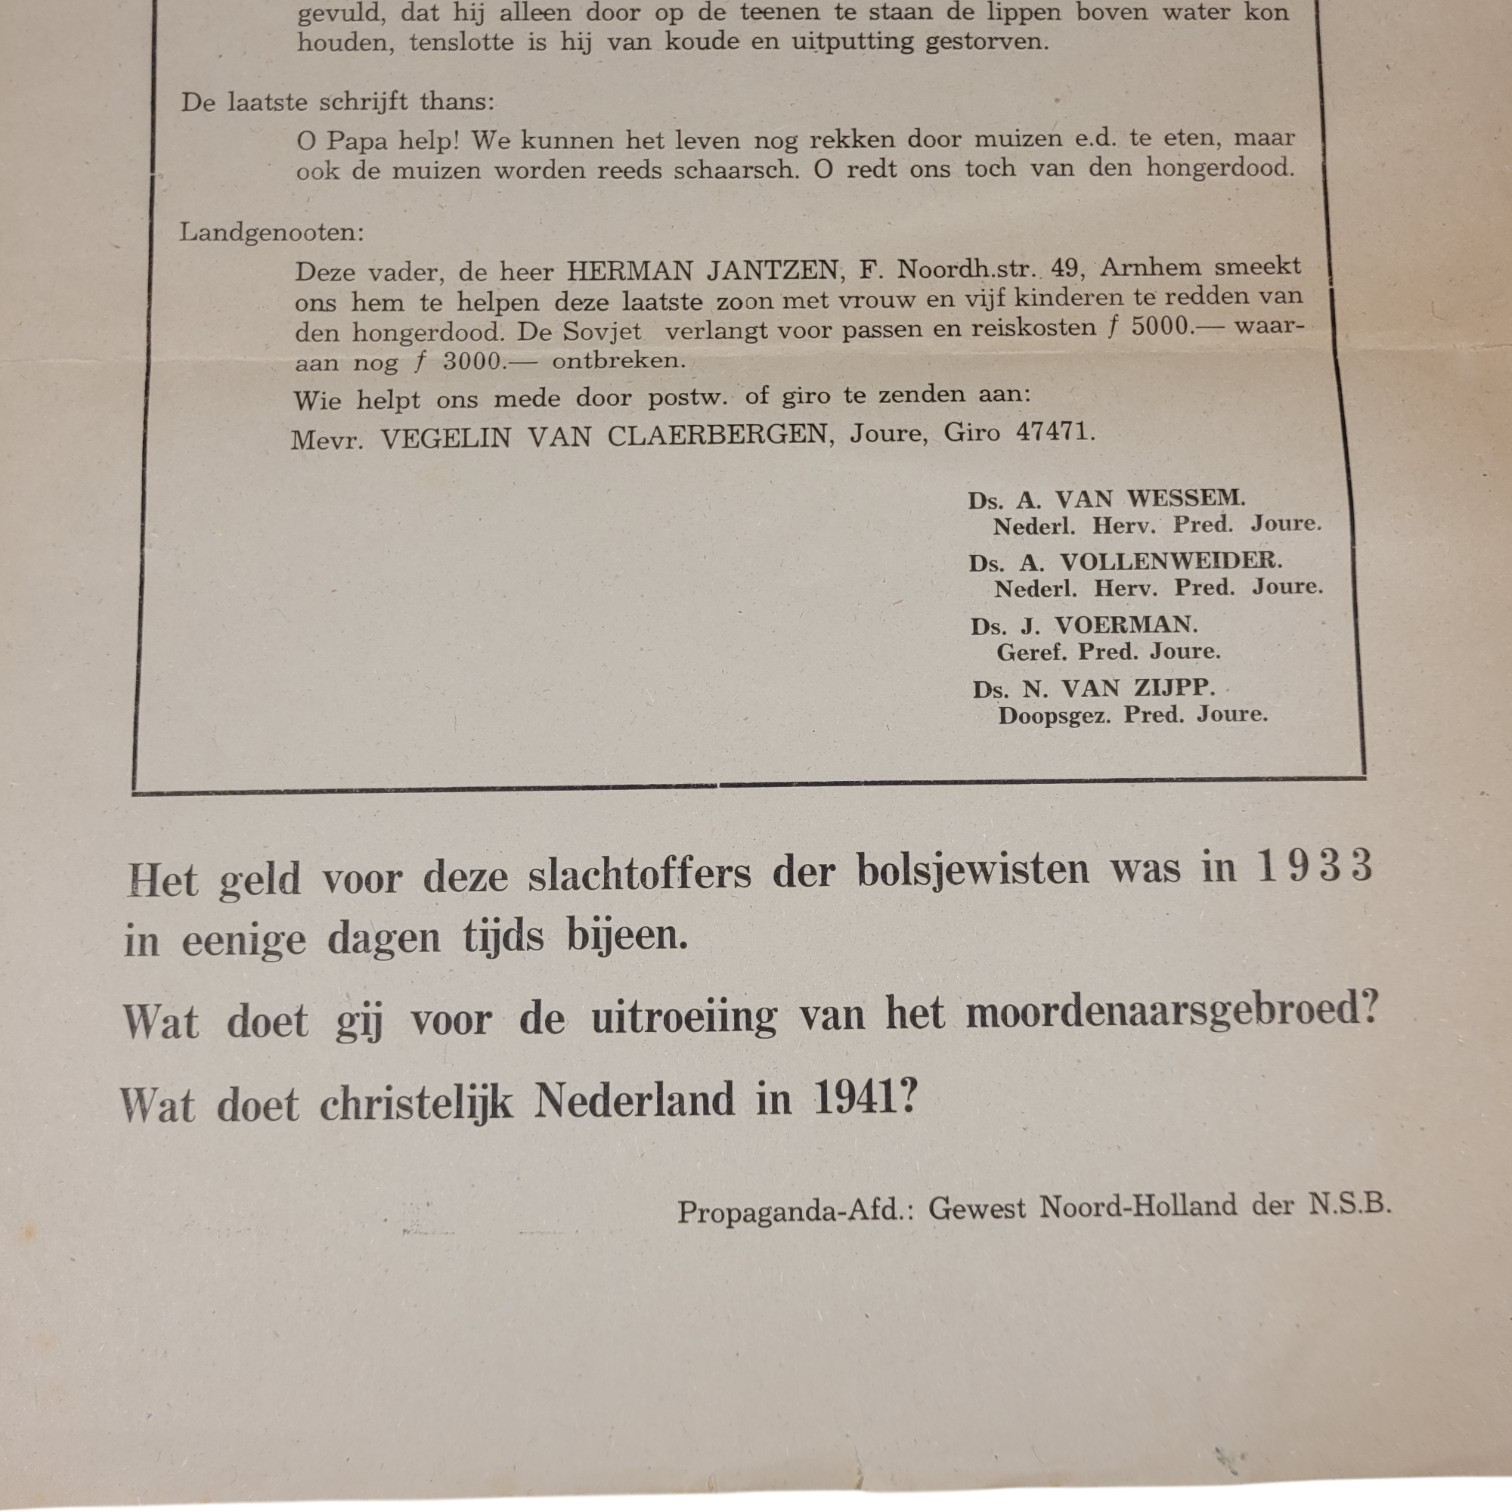 gevuld, dat hij alleen door op de teenen te staan de lippen boven water kon
houden, tenslotte is hij van koude en uitputting gestorven.
De laatste schrijft thans:
O Papa help! We kunnen het leven nog rekken door muizen e.d. te eten, maar
ook de muizen worden reeds schaarsch. O redt ons toch van den hongerdood.
Landgenooten:
Deze vader, de heer HERMAN JANTZEN, F. Noordh.str. 49, Arnhem smeekt
ons hem te helpen deze laatste zoon met vrouw en vijf kinderen te redden van
den hongerdood. De Sovjet verlangt voor passen en reiskosten ƒ 5000.— waar-
aan nog ƒ 3000.— ontbreken.
Wie helpt ons mede door postw. of giro te zenden aan:
Mevr. VEGELIN VAN CLAERBERGEN, Joure, Giro 47471.
Ds. A. VAN WESSEM.
Nederl. Herv. Pred. Joure.
Ds. A. VOLLENWEIDER.
Nederl. Herv. Pred. Joure.
Ds. J. VOERMAN.
Geref. Pred. Joure.
Ds. N. VAN ZIJPP.
Doopsgez. Pred. Joure.
Het geld voor deze slachtoffers der bolsjewisten was in 1933
in eenige dagen tijds bijeen.
Wat doet gij voor de uitroeiing van het moordenaarsgebroed?
Wat doet christelijk Nederland in 1941?
Propaganda-Afd.: Gewest Noord-Holland der N.S.B.